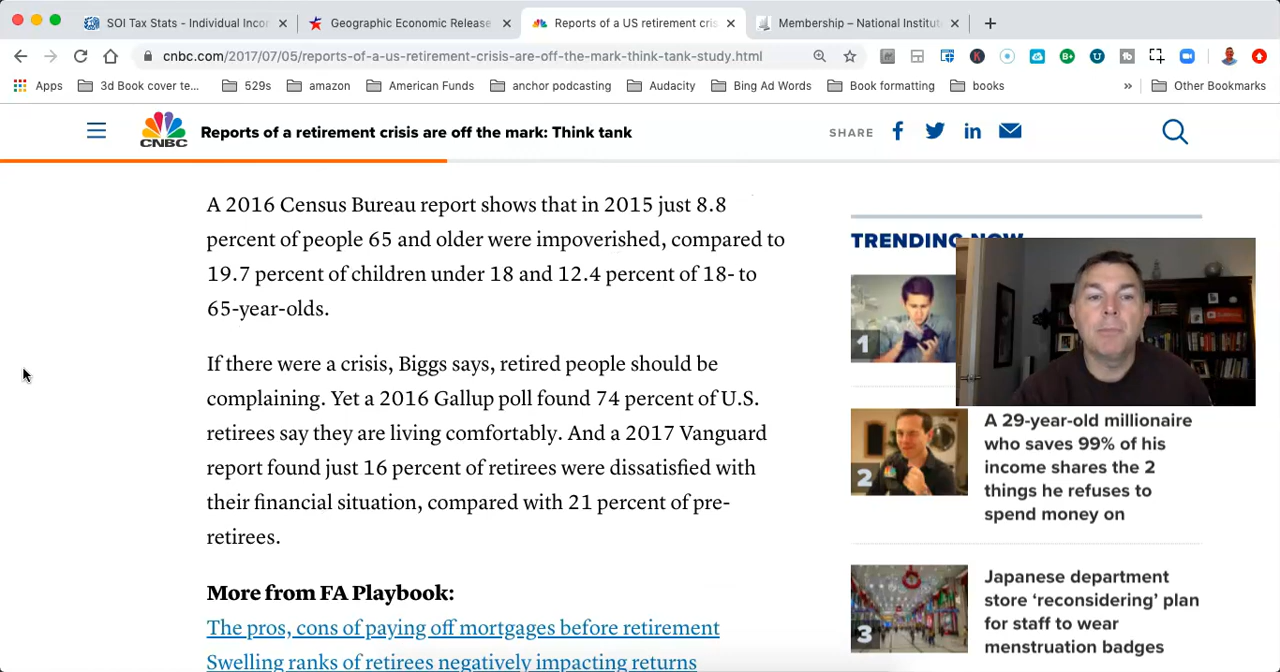 SOI Tax Stats - Individual Incor
Geographic Economic Release
Reports of a US retirement cris
Membership – National Institute
cnbc.com/2017/07/05/reports-of-a-us-retirement-crisis-are-off-the-mark-think-tank-study.html
Apps
3d Book cover te...
529s
amazon
American Funds
anchor podcasting
Audacity
Bing Ad Words
Book formatting
books
»
Other Bookmarks
CNBC
Reports of a retirement crisis are off the mark: Think tank
SHARE
A 2016 Census Bureau report shows that in 2015 just 8.8
percent of people 65 and older were impoverished, compared to
19.7 percent of children under 18 and 12.4 percent of 18- to
65-year-olds.
If there were a crisis, Biggs says, retired people should be
complaining. Yet a 2016 Gallup poll found 74 percent of U.S.
retirees say they are living comfortably. And a 2017 Vanguard
report found just 16 percent of retirees were dissatisfied with
their financial situation, compared with 21 percent of pre-
retirees.
More from FA Playbook:
The pros, cons of paying off mortgages before retirement
Swelling ranks of retirees negatively impacting returns
TRENDING NOW
1
2
A 29-year-old millionaire
who saves 99% of his
income shares the 2
things he refuses to
spend money on
3
Japanese department
store ‘reconsidering’ plan
for staff to wear
menstruation badges